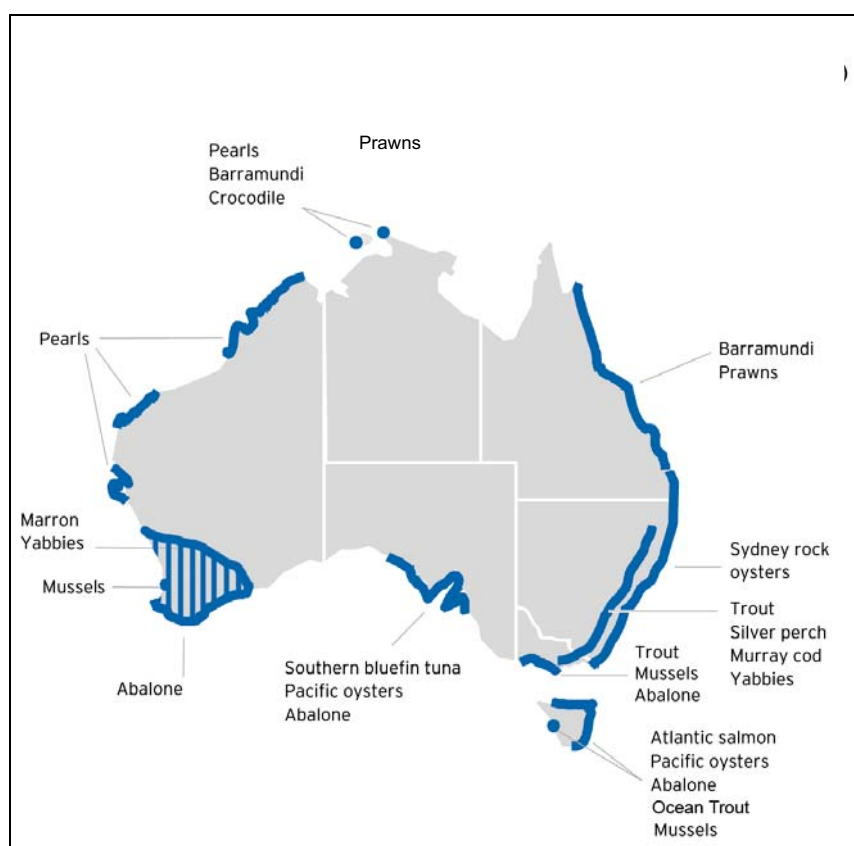 )
Prawns
Pearls
Barramundi
Crocodile
Pearls
Barramundi
Prawns
Marron
Yabbies
Mussels
Abalone
Southern bluefin tuna
Pacific oysters
Abalone
Sydney rock
oysters
Trout
Silver perch
Murray cod
Yabbies
Trout
Mussels
Abalone
Atlantic salmon
Pacific oysters
Abalone
Ocean Trout
Mussels